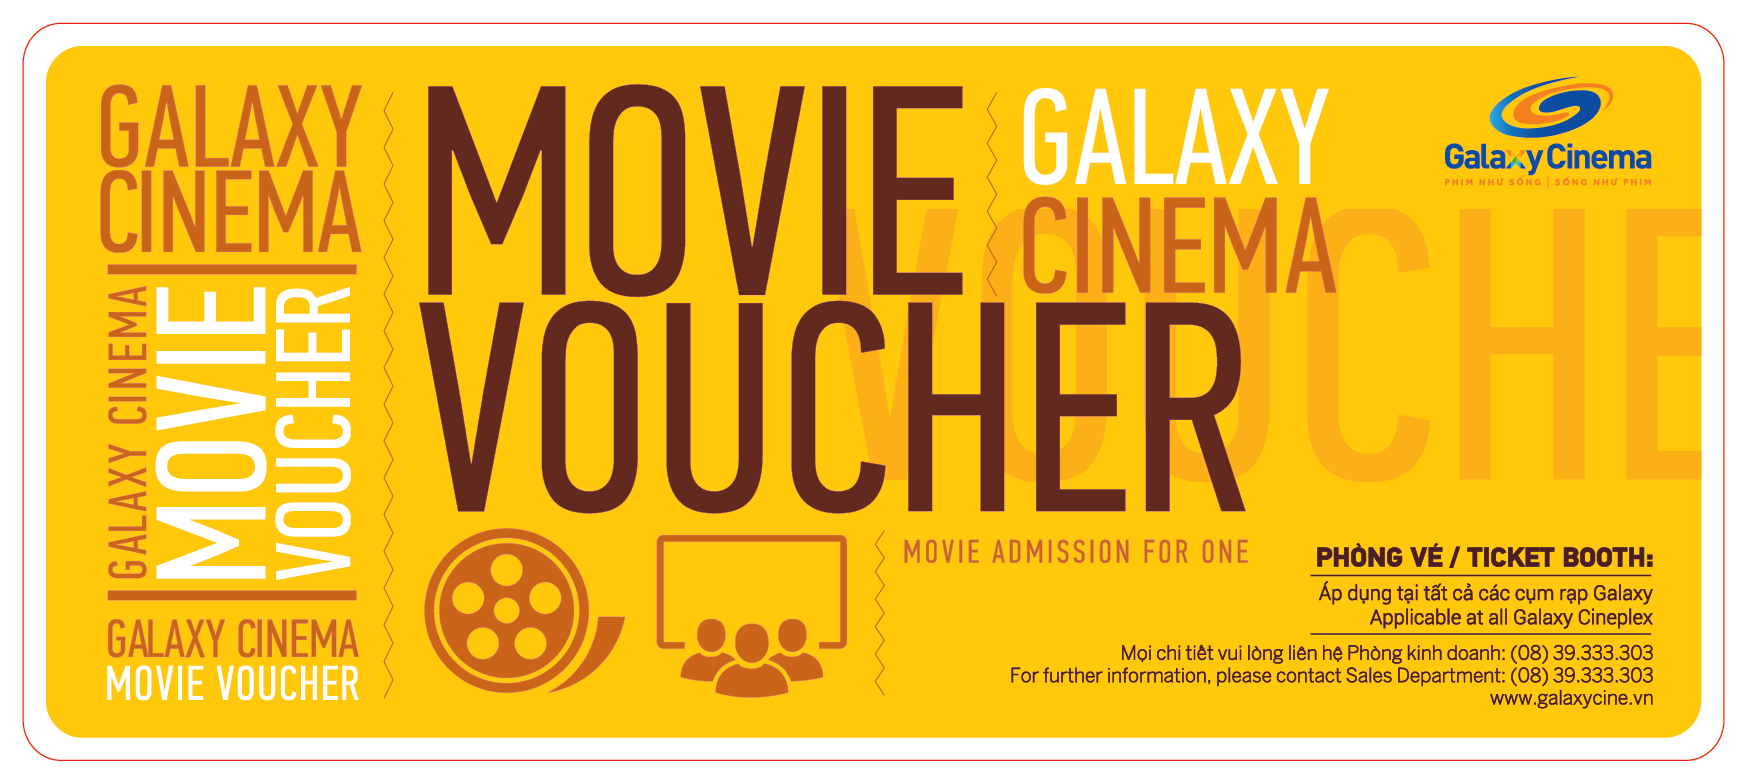 GALAXY
CINEMA
GALAXY CINEMA
MOVIE
VOUCHER
GALAXY CINEMA
MOVIE VOUCHER
MOVIE
VOUCHER
GALAXY
CINEMA
VOUCHE
Galaxy Cinema
PHIM NHƯ SỐNG | SỐNG NHƯ PHIM
MOVIE ADMISSION FOR ONE
PHÒNG VÉ / TICKET BOOTH:
Áp dụng tại tất cả các cụm rạp Galaxy
Applicable at all Galaxy Cineplex
Mọi chi tiết vui lòng liên hệ Phòng kinh doanh: (08) 39.333.303
For further information, please contact Sales Department: (08) 39.333.303
www.galaxycine.vn